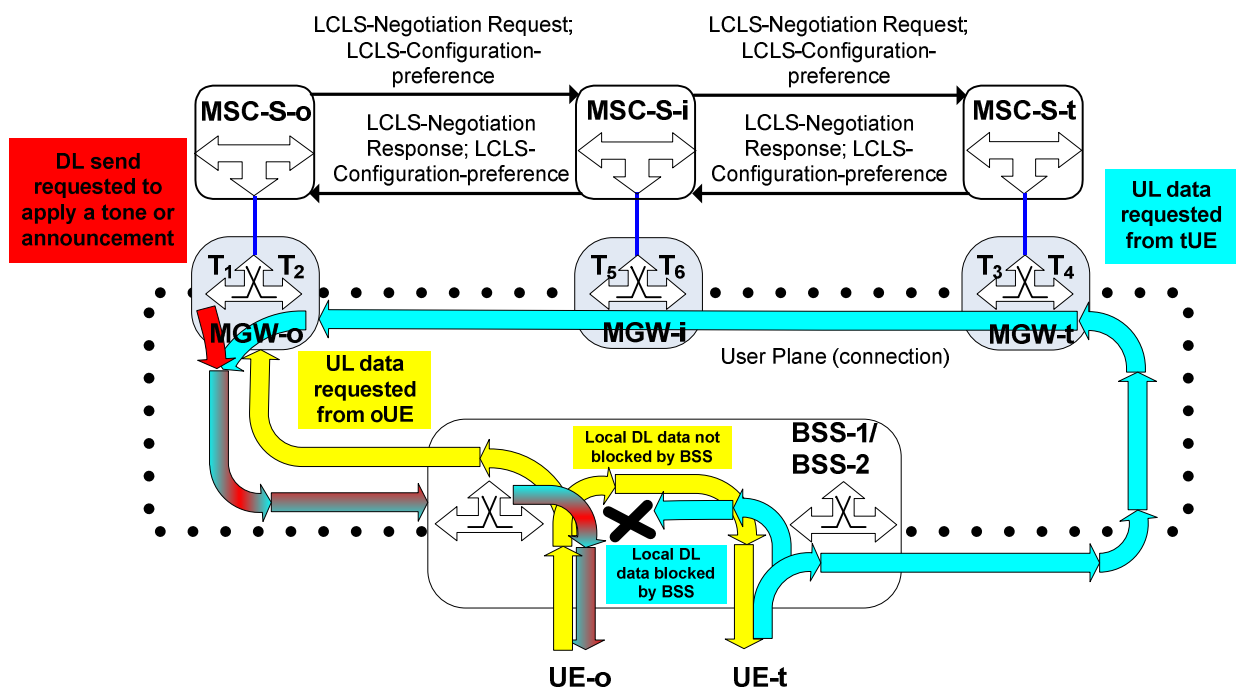 LCLS-Negotiation Request;
LCLS-Configuration-
preference
LCLS-Negotiation Request;
LCLS-Configuration-
preference
MSC-S-o
MSC-S-i
MSC-S-t
LCLS-Negotiation
Response; LCLS-
Configuration-preference
LCLS-Negotiation
Response; LCLS-
Configuration-preference
DL send
requested to
apply a tone or
announcement
UL data
requested
from tUE
T1 T2
T5 T6
T3 T4
MGW-o
MGW-i
MGW-t
User Plane (connection)
UL data
requested
from oUE
Local DL data not
blocked by BSS
BSS-1/
BSS-2
Local DL
data blocked
by BSS
UE-o
UE-t